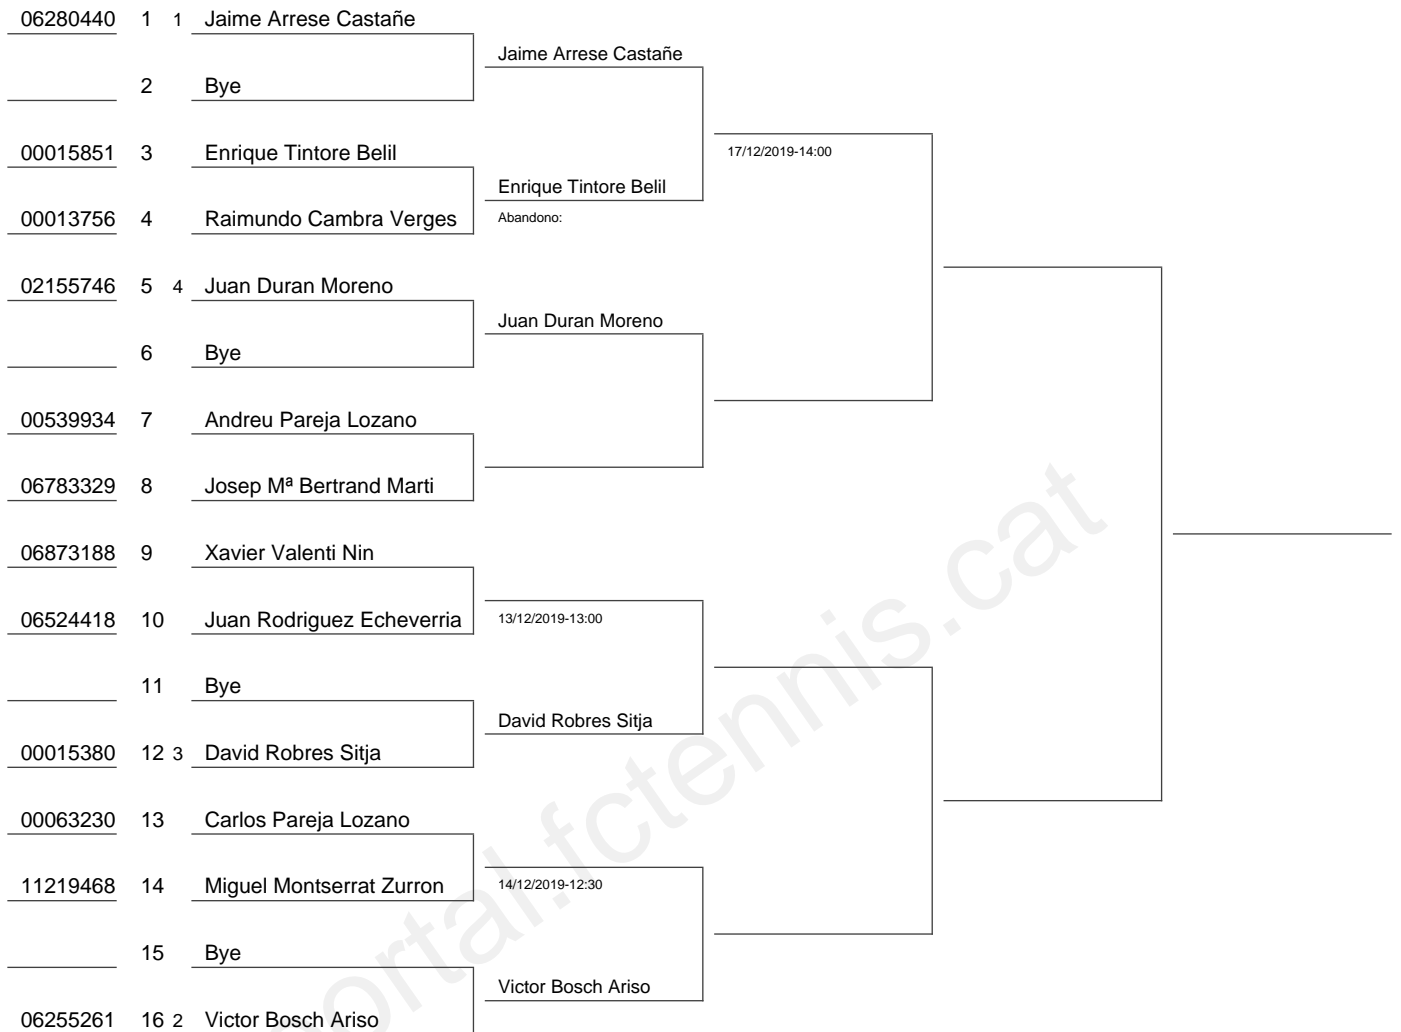 06280440 1 1 Jaime Arrese Castañe
Jaime Arrese Castañe
2 Bye
00015851 3 Enrique Tintore Belil
17/12/2019-14:00
Enrique Tintore Belil
00013756 4 Raimundo Cambra Verges
Abandono:
02155746 5 4 Juan Duran Moreno
Juan Duran Moreno
6 Bye
00539934 7 Andreu Pareja Lozano
06783329 8 Josep Mª Bertrand Marti
06873188 9 Xavier Valenti Nin
06524418 10 Juan Rodriguez Echeverria
13/12/2019-13:00
11 Bye
David Robres Sitja
00015380 12 3 David Robres Sitja
00063230 13 Carlos Pareja Lozano
11219468 14 Miguel Montserrat Zurron
14/12/2019-12:30
15 Bye
Victor Bosch Ariso
06255261 16 2 Victor Bosch Ariso
ortal.fctennis.cat